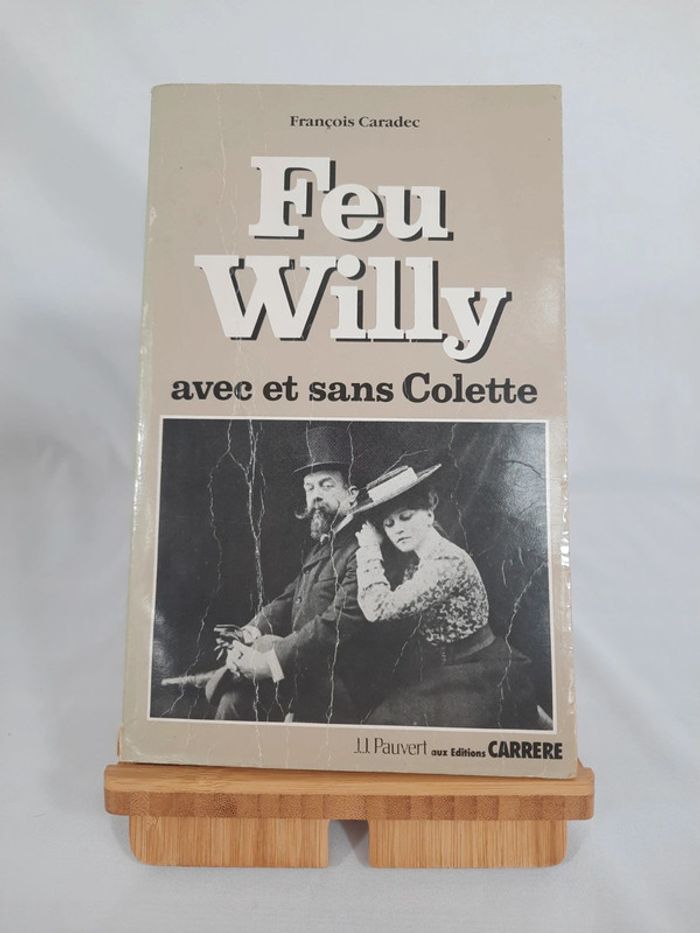 François Caradec
Feu
Willy
avec et sans Colette
J.J. Pauvert aux Editions CARRERE